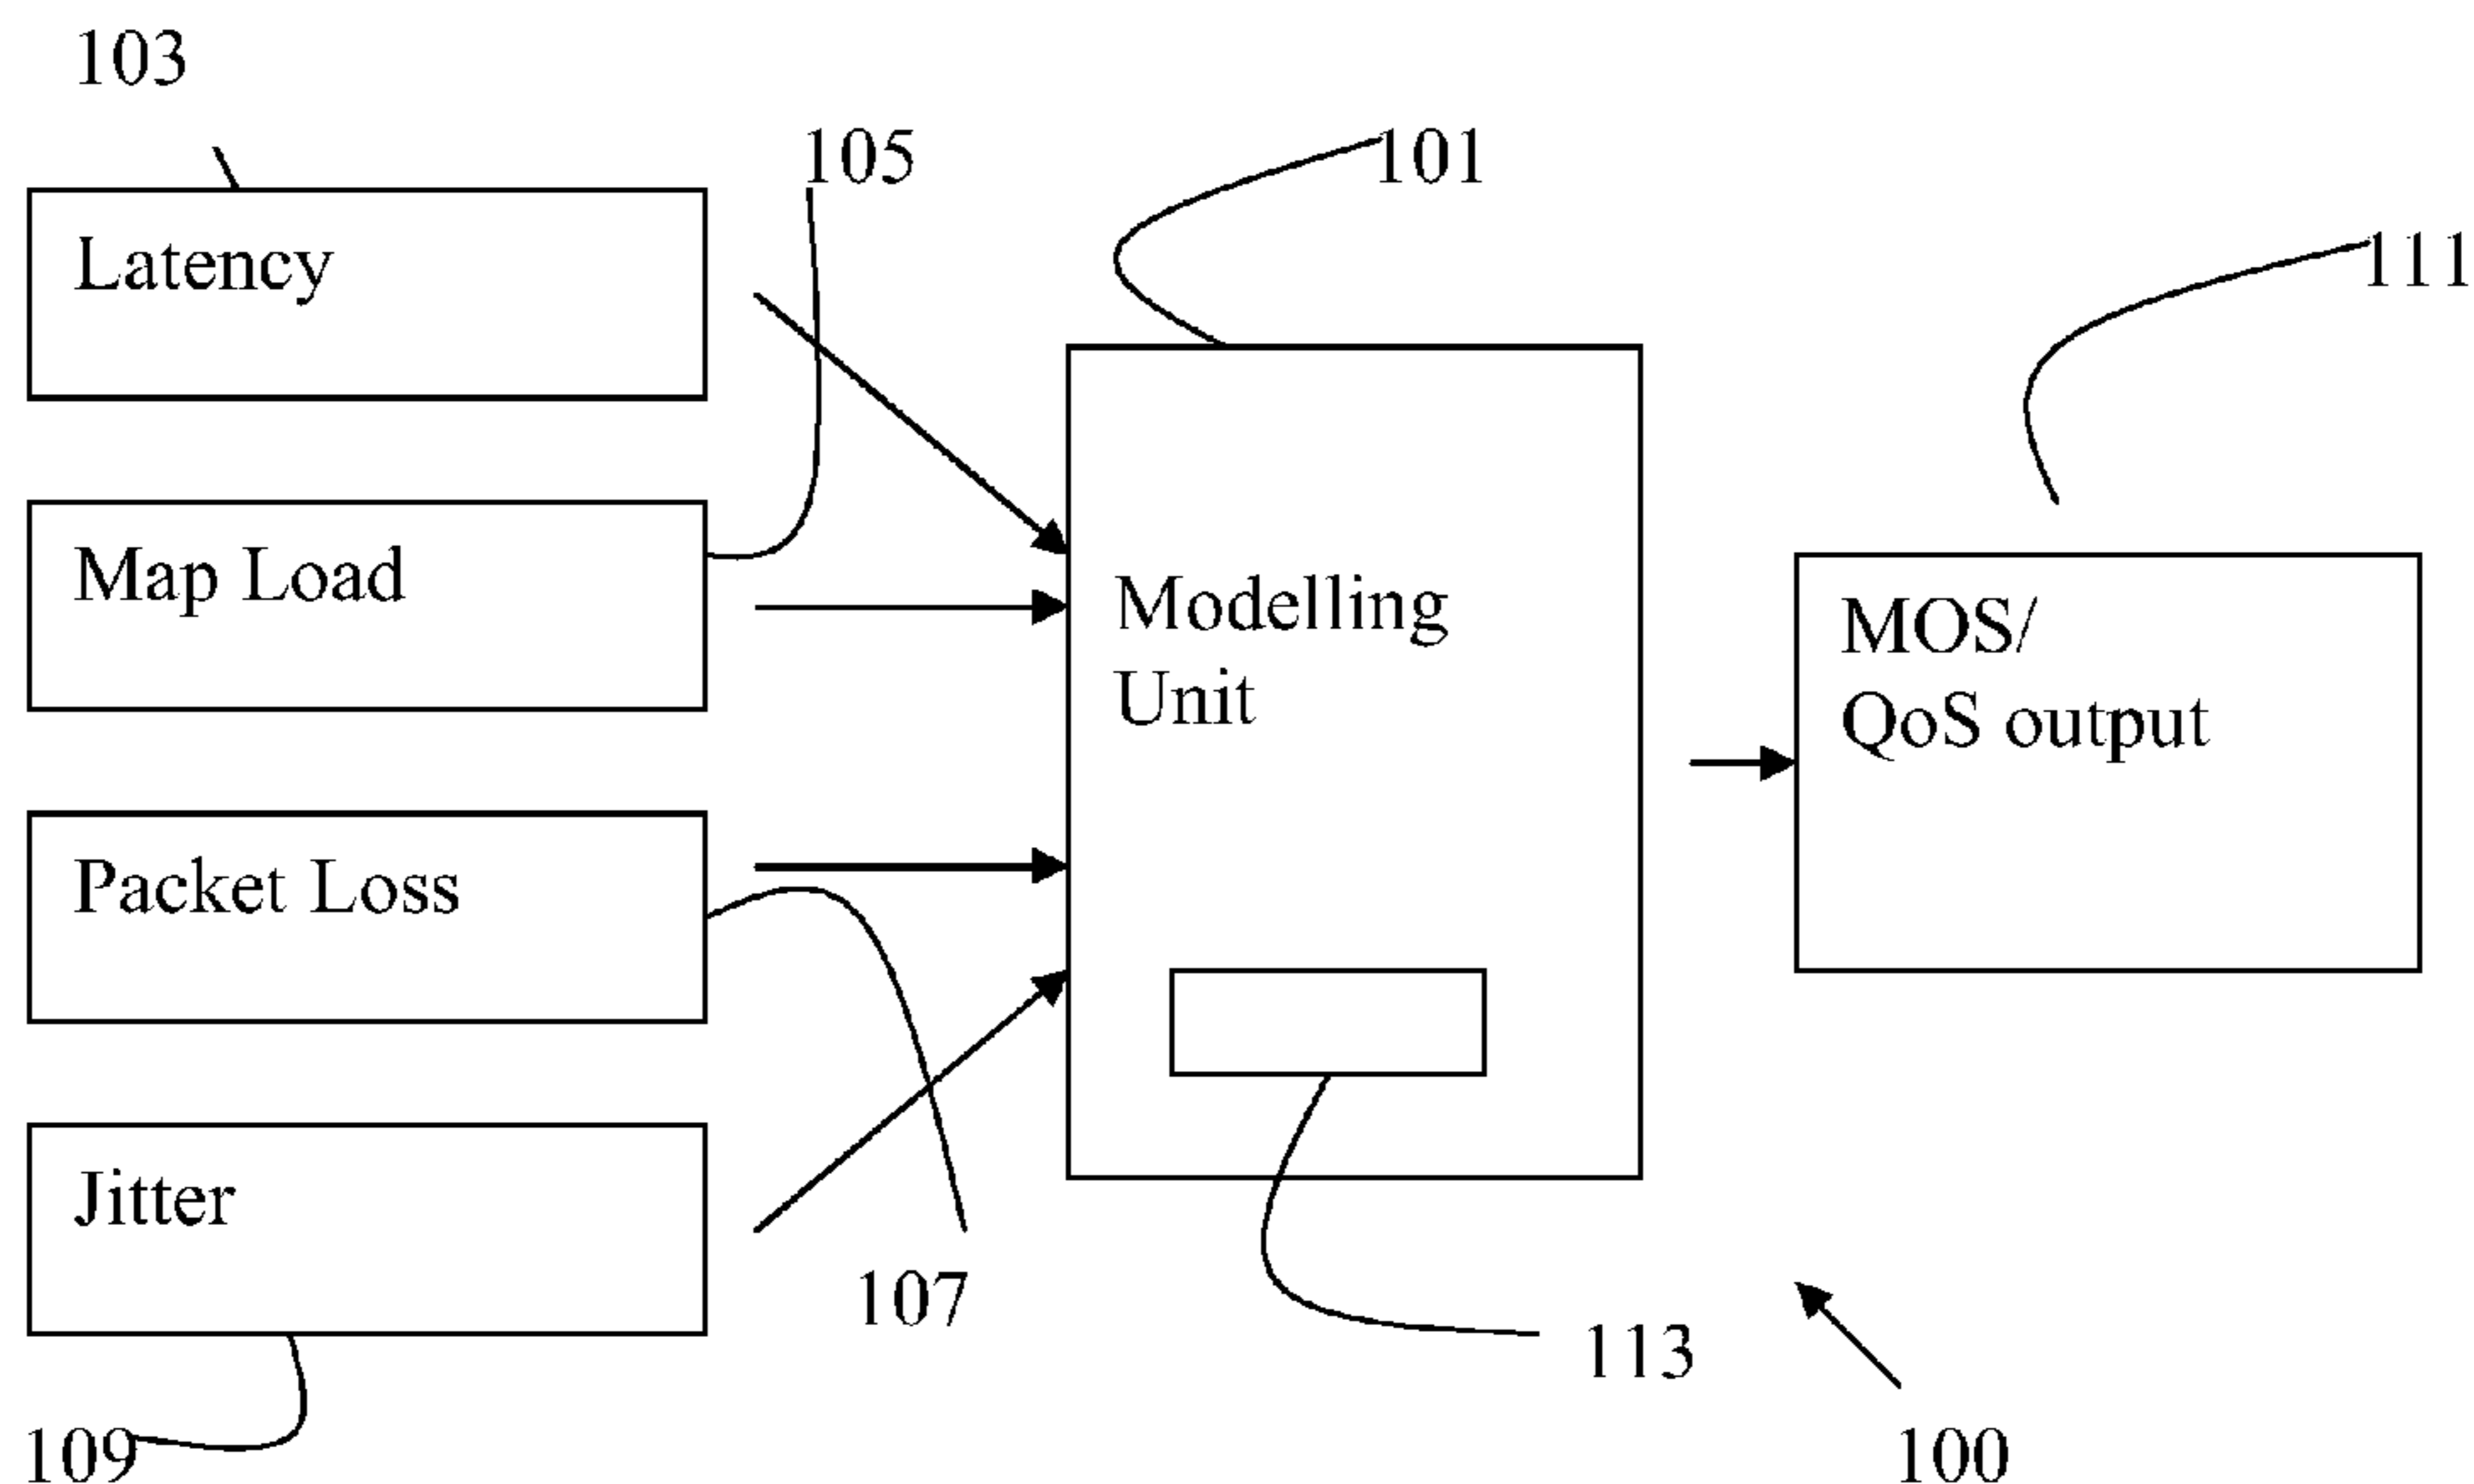 103
105
101
111
Latency
Map Load
Modelling
Unit
MOS/
QoS output
Packet Loss
Jitter
107
113
109
100